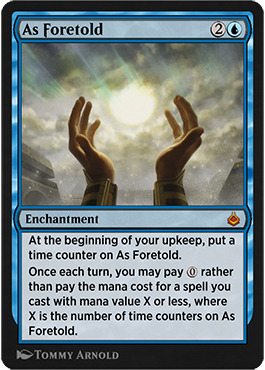 As Foretold 2
Enchantment
At the beginning of your upkeep, put a
time counter on As Foretold.
Once each turn, you may pay 0 rather
than pay the mana cost for a spell you
cast with mana value X or less, where
X is the number of time counters on As
Foretold.
TOMMY ARNOLD